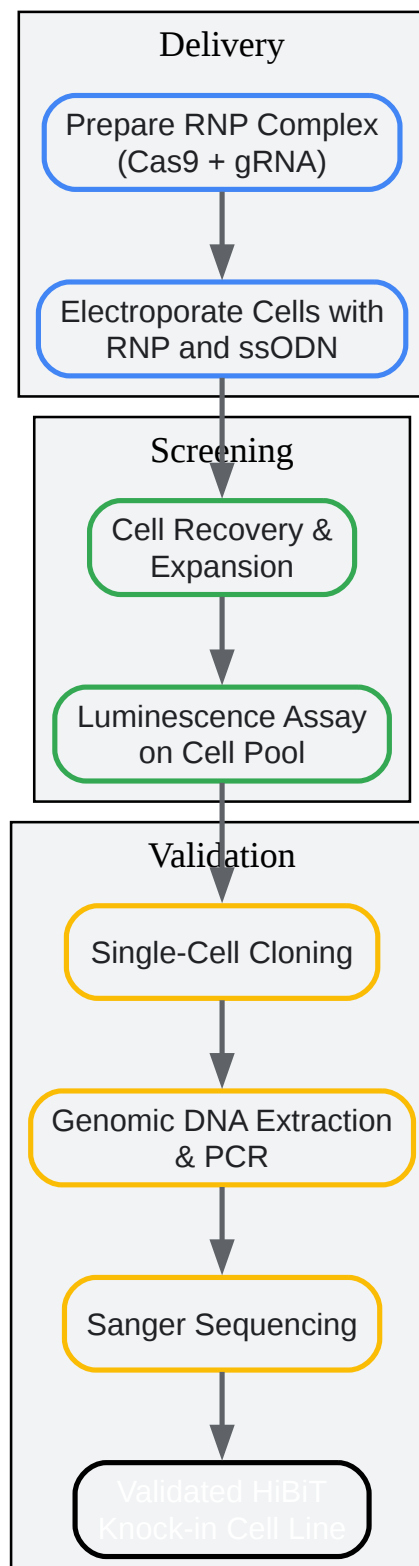 Delivery
Prepare RNP Complex
(Cas9 + gRNA)
Electroporate Cells with
RNP and ssODN
Screening
Cell Recovery &
Expansion
Luminescence Assay
on Cell Pool
Validation
Single-Cell Cloning
Genomic DNA Extraction
& PCR
Sanger Sequencing
Validated HiBiT
Knock-in Cell Line